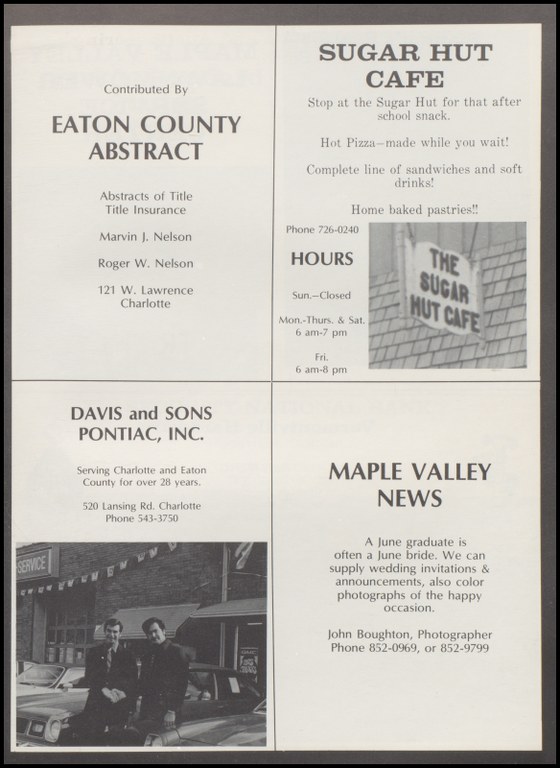 Contributed By
EATON COUNTY
ABSTRACT
Abstracts of Title
Title Insurance
Marvin J. Nelson
Roger W. Nelson
121 W. Lawrence
Charlotte
SUGAR HUT
CAFE
Stop at the Sugar Hut for that after
school snack.
Hot Pizza—made while you wait!
Complete line of sandwiches and soft
drinks!
Home baked pastries!!
Phone 726-0240
HOURS
Sun.—Closed
Mon.-Thurs. & Sat.
6 am-7 pm
Fri.
6 am-8 pm
THE
SUGAR
HUT CAFE
DAVIS and SONS
PONTIAC, INC.
Serving Charlotte and Eaton
County for over 28 years.
520 Lansing Rd. Charlotte
Phone 543-3750
SERVICE
MAPLE VALLEY
NEWS
A June graduate is
often a June bride. We can
supply wedding invitations &
announcements, also color
photographs of the happy
occasion.
John Boughton, Photographer
Phone 852-0969, or 852-9799